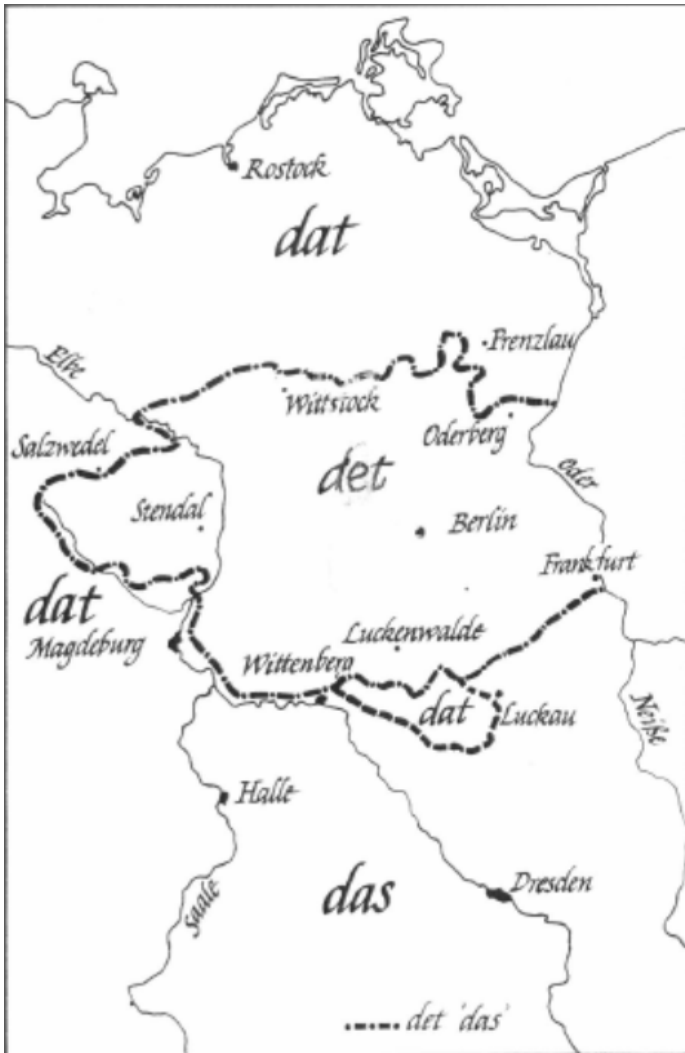 Rostock
dat
Elbe
Prenzlau
Wittstock
Oderberg
Salzwedel
det
Oder
Stendal
Berlin
Frankfurt
dat
Magdeburg
Luckenwalde
Wittenberg
dat
Luckau
Neiße
Halle
das
Dresden
Saale
det 'das'